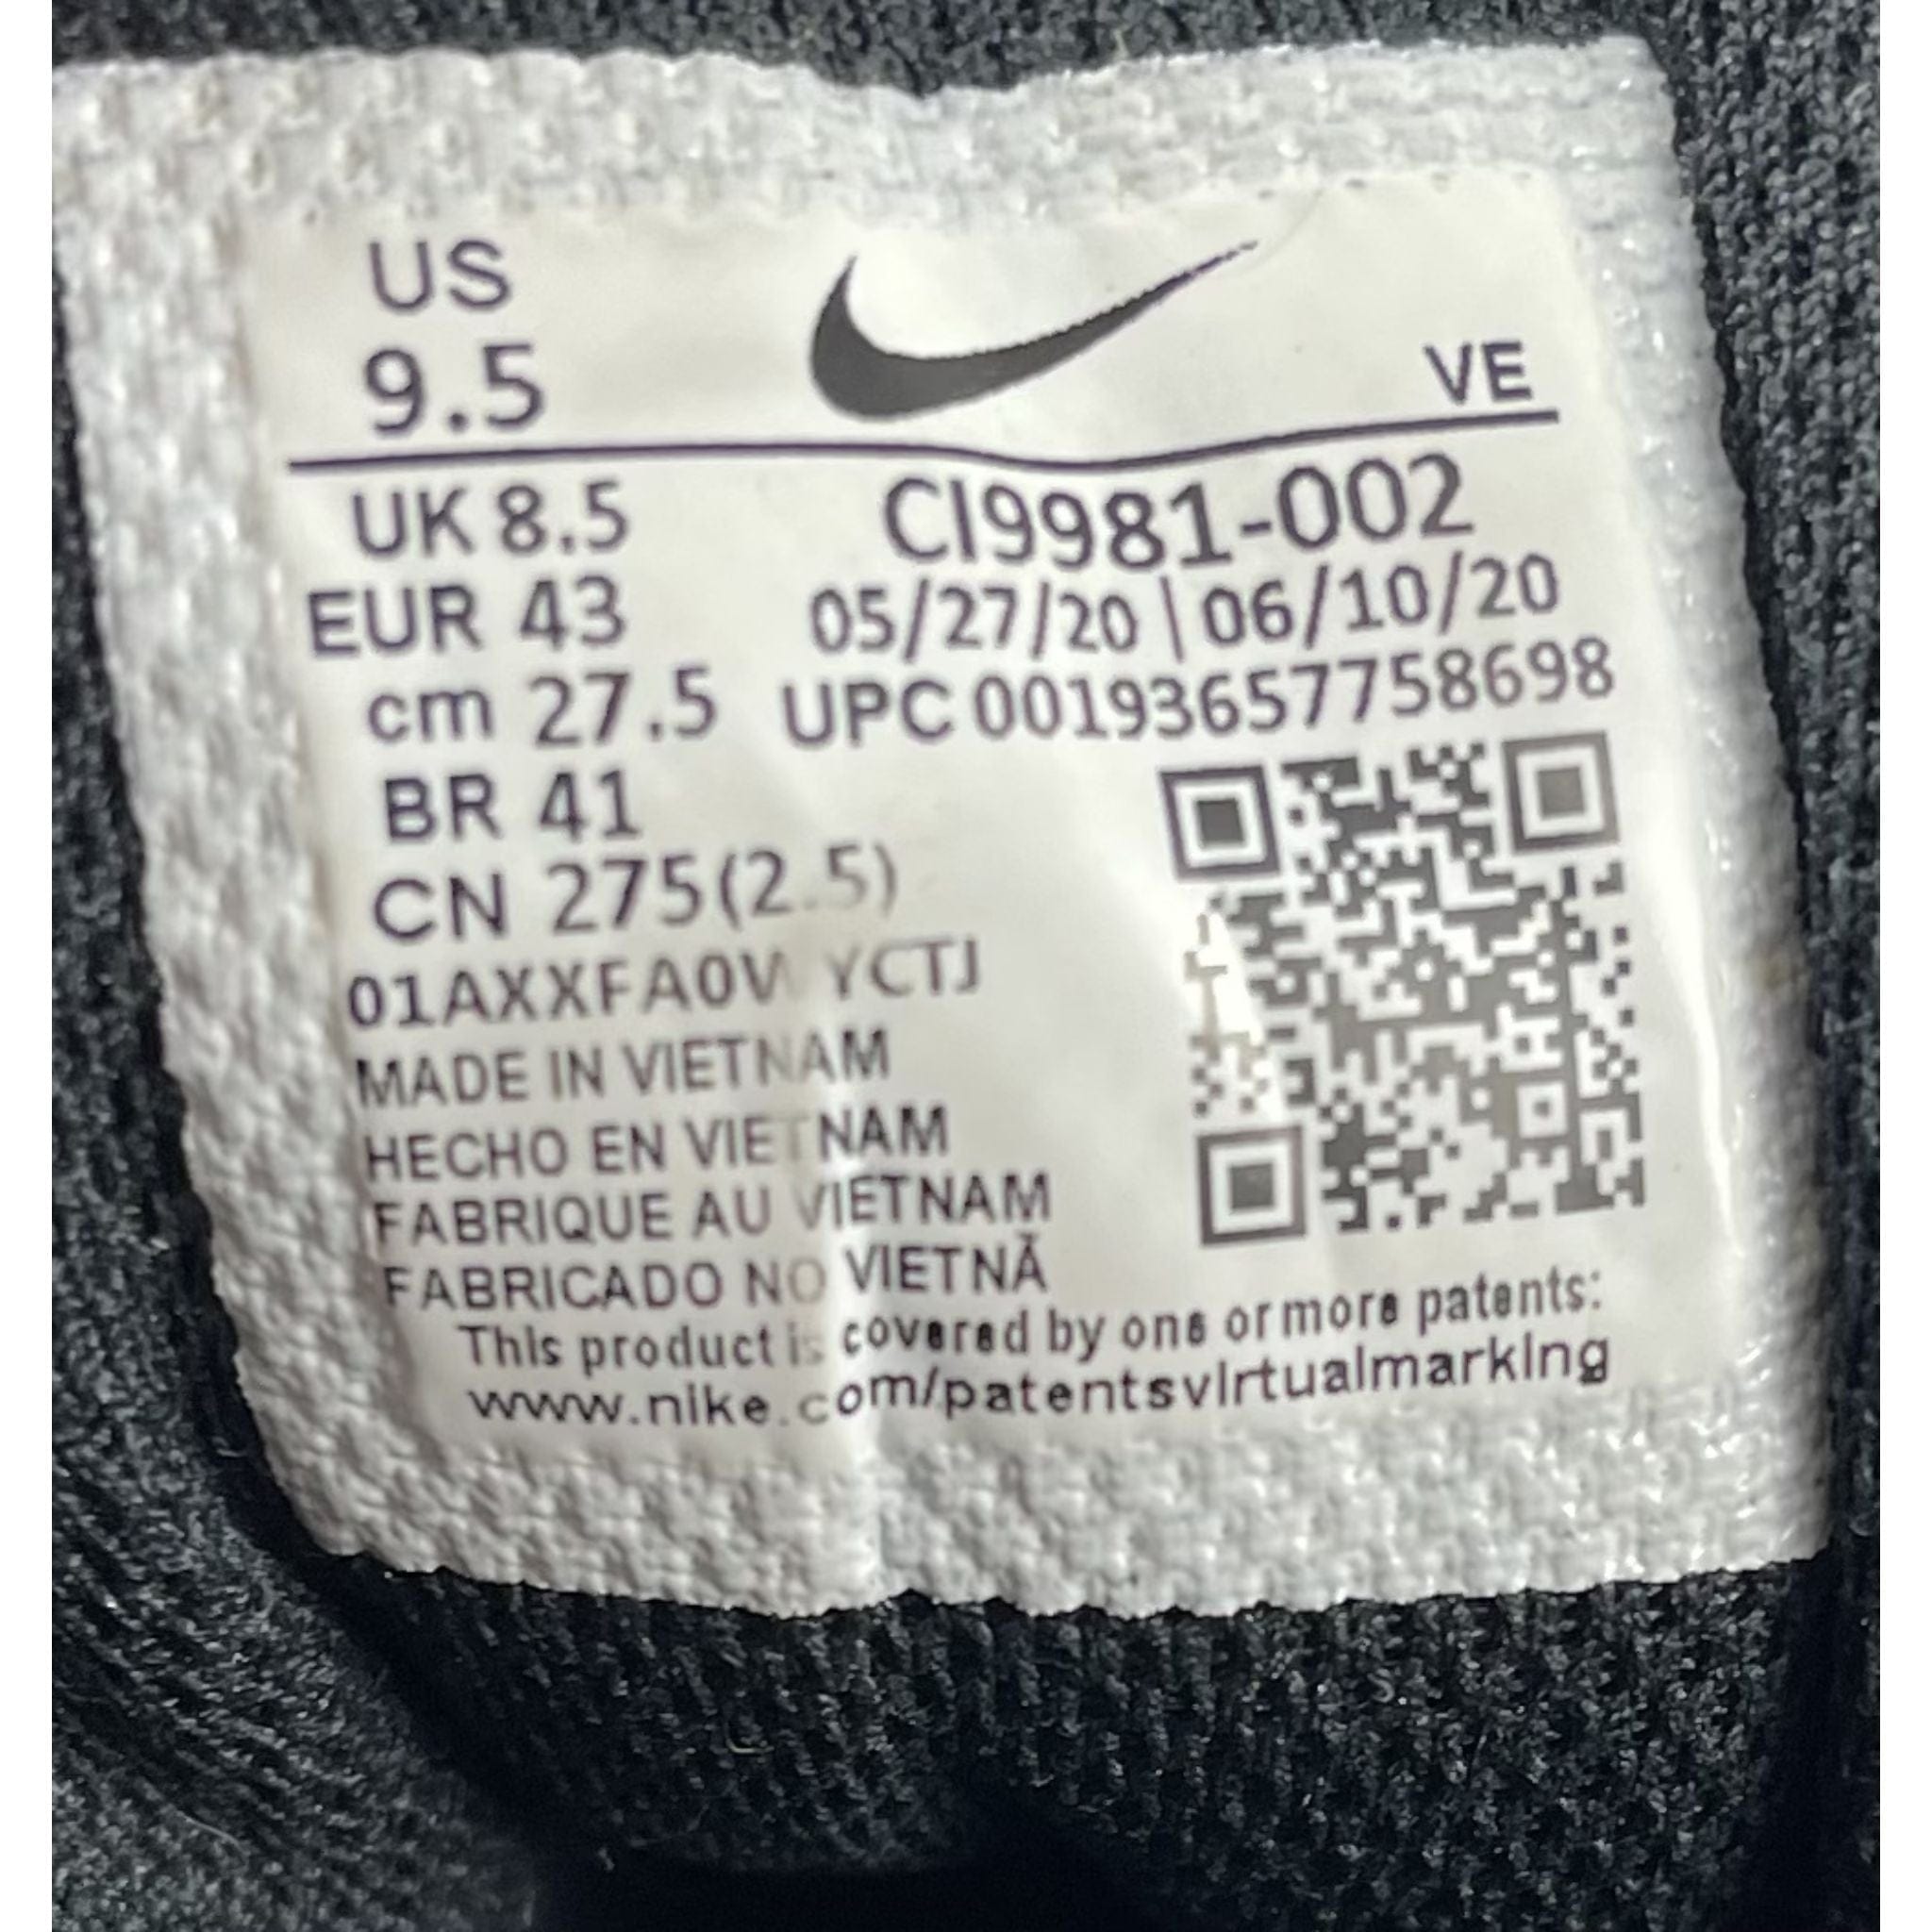 US
9.5
VE
UK 8.5
CI9981-002
EUR 43
05/27/20 | 06/10/20
cm 27.5
UPC 00193657758698
BR 41
CN 275(2.5)
YCTJ
MADE IN VIETNAM
HECHO EN VIETNAM
FABRIQUE AU VIETNAM
FABRICADO NO VIETNÃ
This product is covered by one or more patents:
www.nike.com/patentsvirtualmarking